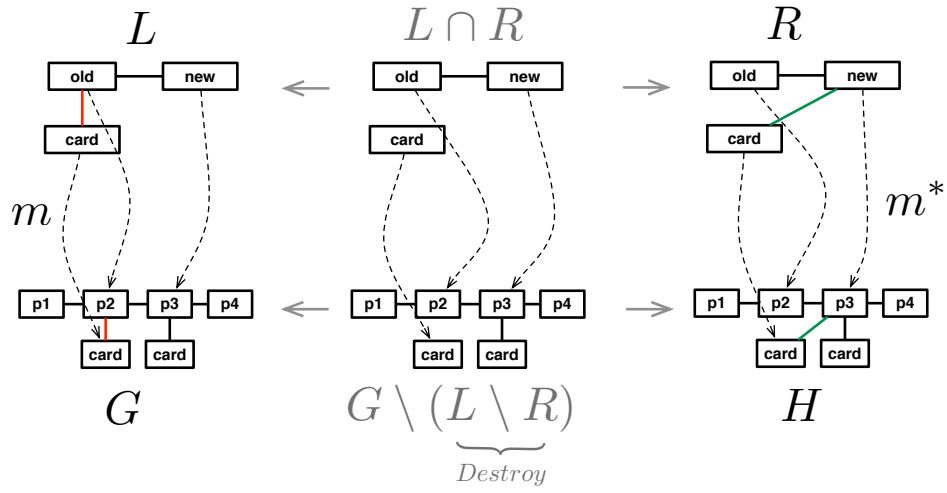 L L ∩ R R
old new old new old new
card card card
m m*
p1 p2 p3 p4 p1 p2 p3 p4 p1 p2 p3 p4
card card card card card card
G G \ (L \ R) H
Destroy